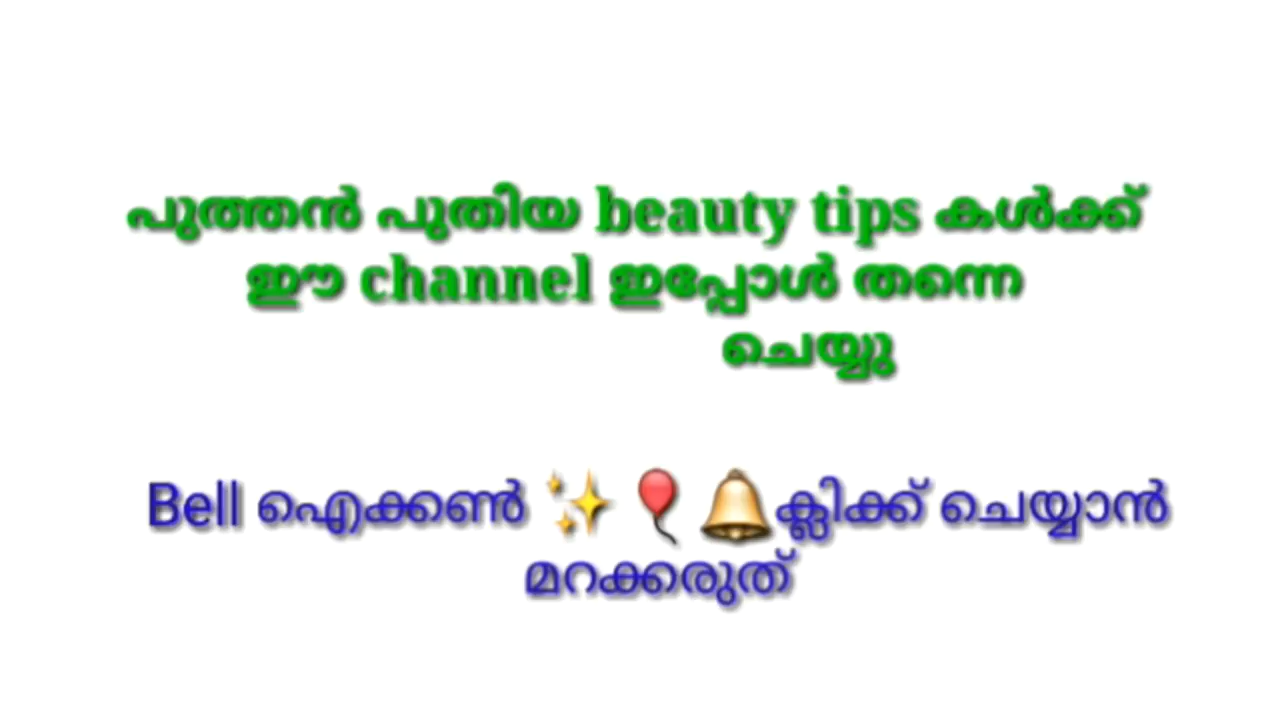 പുത്തൻ പുതിയ beauty tips കൾക്ക്
ഈ channel ഇപ്പോൾ തന്നെ
ചെയ്യു
Bell ഐക്കൺ ✨🎈🔔ക്ലിക്ക് ചെയ്യാൻ
മറക്കരുത്